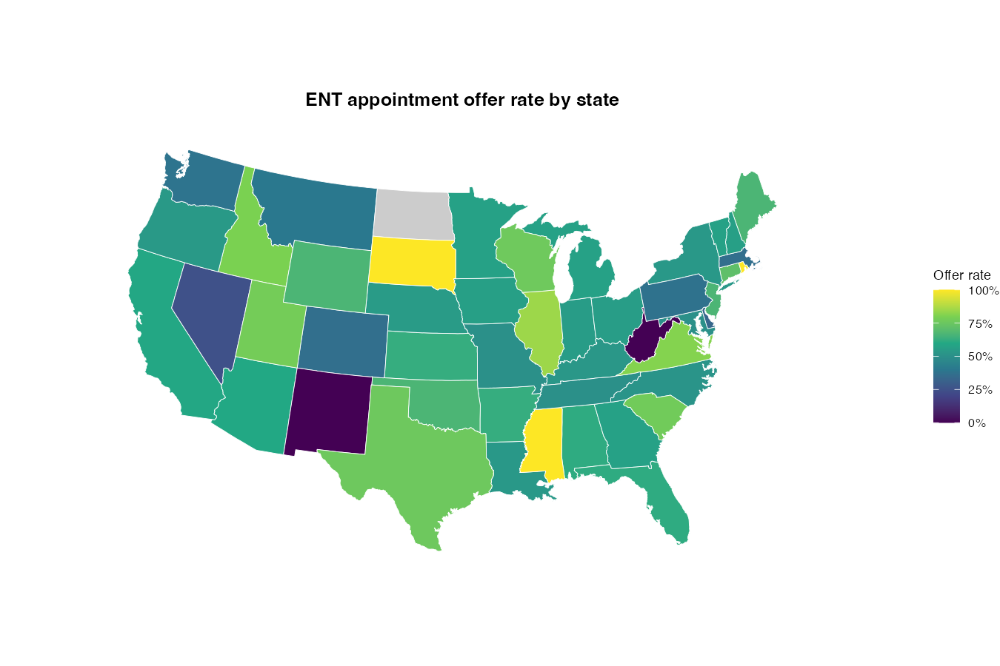 ENT appointment offer rate by state
Offer rate
100%
75%
50%
25%
0%